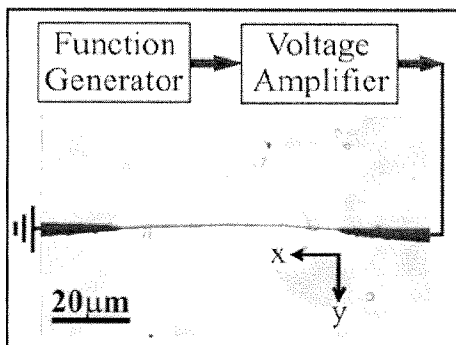 Function
Generator
Voltage
Amplifier
x
y
20μm